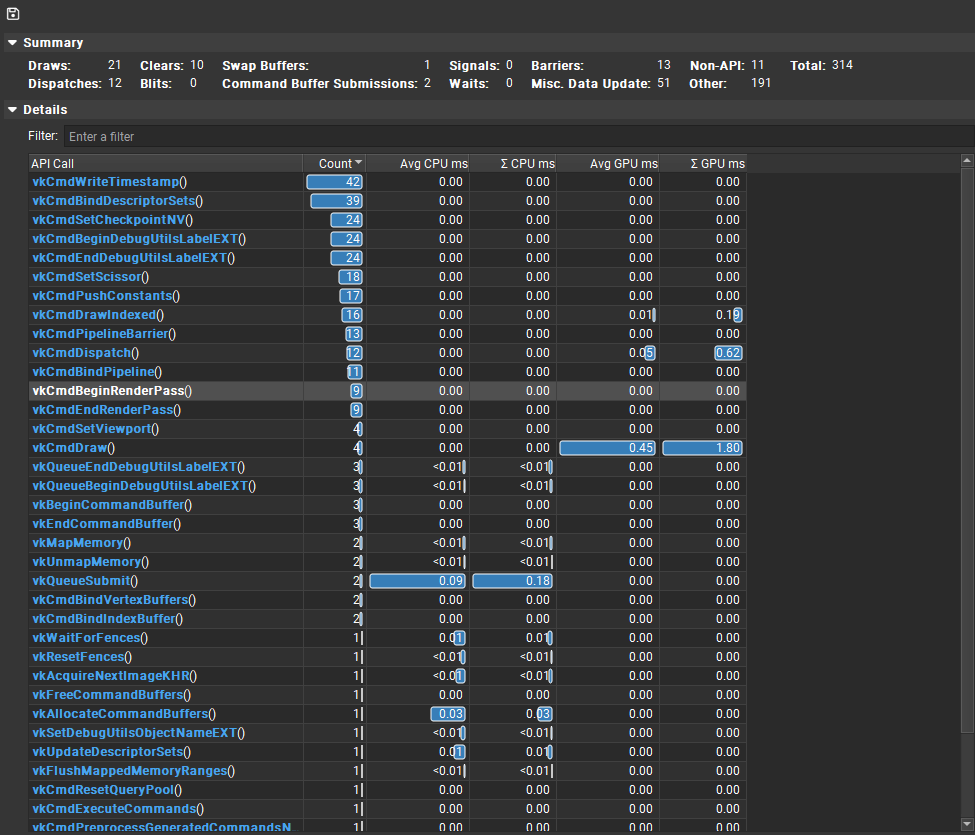 Summary
Draws: 21 Clears: 10 Swap Buffers: 1 Signals: 0 Barriers: 13 Non-API: 11 Total: 314
Dispatches: 12 Blits: 0 Command Buffer Submissions: 2 Waits: 0 Misc. Data Update: 51 Other: 191
Details
Filter: Enter a filter
API Call Count Avg CPU ms Σ CPU ms Avg GPU ms Σ GPU ms
vkCmdWriteTimestamp() 42 0.00 0.00 0.00 0.00
vkCmdBindDescriptorSets() 39 0.00 0.00 0.00 0.00
vkCmdSetCheckpointNV() 24 0.00 0.00 0.00 0.00
vkCmdBeginDebugUtilsLabelEXT() 24 0.00 0.00 0.00 0.00
vkCmdEndDebugUtilsLabelEXT() 24 0.00 0.00 0.00 0.00
vkCmdSetScissor() 18 0.00 0.00 0.00 0.00
vkCmdPushConstants() 17 0.00 0.00 0.00 0.00
vkCmdDrawIndexed() 16 0.00 0.00 0.01 0.19
vkCmdPipelineBarrier() 13 0.00 0.00 0.00 0.00
vkCmdDispatch() 12 0.00 0.00 0.05 0.62
vkCmdBindPipeline() 11 0.00 0.00 0.00 0.00
vkCmdBeginRenderPass() 9 0.00 0.00 0.00 0.00
vkCmdEndRenderPass() 9 0.00 0.00 0.00 0.00
vkCmdSetViewport() 4 0.00 0.00 0.00 0.00
vkCmdDraw() 4 0.00 0.00 0.45 1.80
vkQueueEndDebugUtilsLabelEXT() 3 <0.01 <0.01 0.00 0.00
vkQueueBeginDebugUtilsLabelEXT() 3 <0.01 <0.01 0.00 0.00
vkBeginCommandBuffer() 3 0.00 0.00 0.00 0.00
vkEndCommandBuffer() 3 0.00 0.00 0.00 0.00
vkMapMemory() 2 <0.01 <0.01 0.00 0.00
vkUnmapMemory() 2 <0.01 <0.01 0.00 0.00
vkQueueSubmit() 2 0.09 0.18 0.00 0.00
vkCmdBindVertexBuffers() 2 0.00 0.00 0.00 0.00
vkCmdBindIndexBuffer() 2 0.00 0.00 0.00 0.00
vkWaitForFences() 1 0.01 0.01 0.00 0.00
vkResetFences() 1 <0.01 <0.01 0.00 0.00
vkAcquireNextImageKHR() 1 <0.01 <0.01 0.00 0.00
vkFreeCommandBuffers() 1 0.00 0.00 0.00 0.00
vkAllocateCommandBuffers() 1 0.03 0.03 0.00 0.00
vkSetDebugUtilsObjectNameEXT() 1 <0.01 <0.01 0.00 0.00
vkUpdateDescriptorSets() 1 0.01 0.01 0.00 0.00
vkFlushMappedMemoryRanges() 1 <0.01 <0.01 0.00 0.00
vkCmdResetQueryPool() 1 0.00 0.00 0.00 0.00
vkCmdExecuteCommands() 1 0.00 0.00 0.00 0.00
vkCmdPreprocessGeneratedCommandsN... 1 0.00 0.00 0.00 0.00